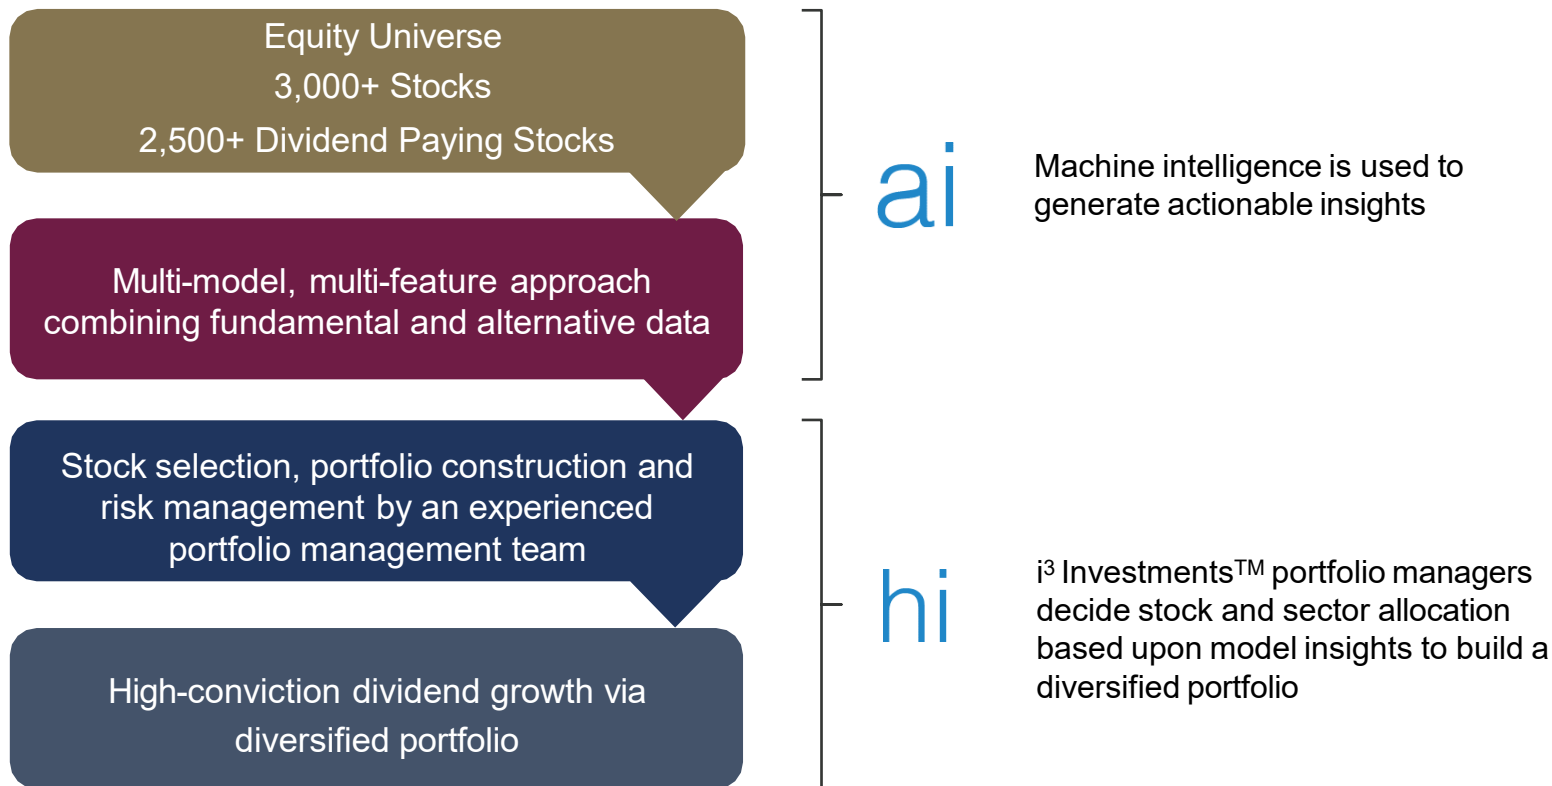 Equity Universe
3,000+ Stocks
2,500+ Dividend Paying Stocks
Multi-model, multi-feature approach
combining fundamental and alternative data
ai
Machine intelligence is used to
generate actionable insights
Stock selection, portfolio construction and
risk management by an experienced
portfolio management team
High-conviction dividend growth via
diversified portfolio
hi
i³ Investments™ portfolio managers
decide stock and sector allocation
based upon model insights to build a
diversified portfolio